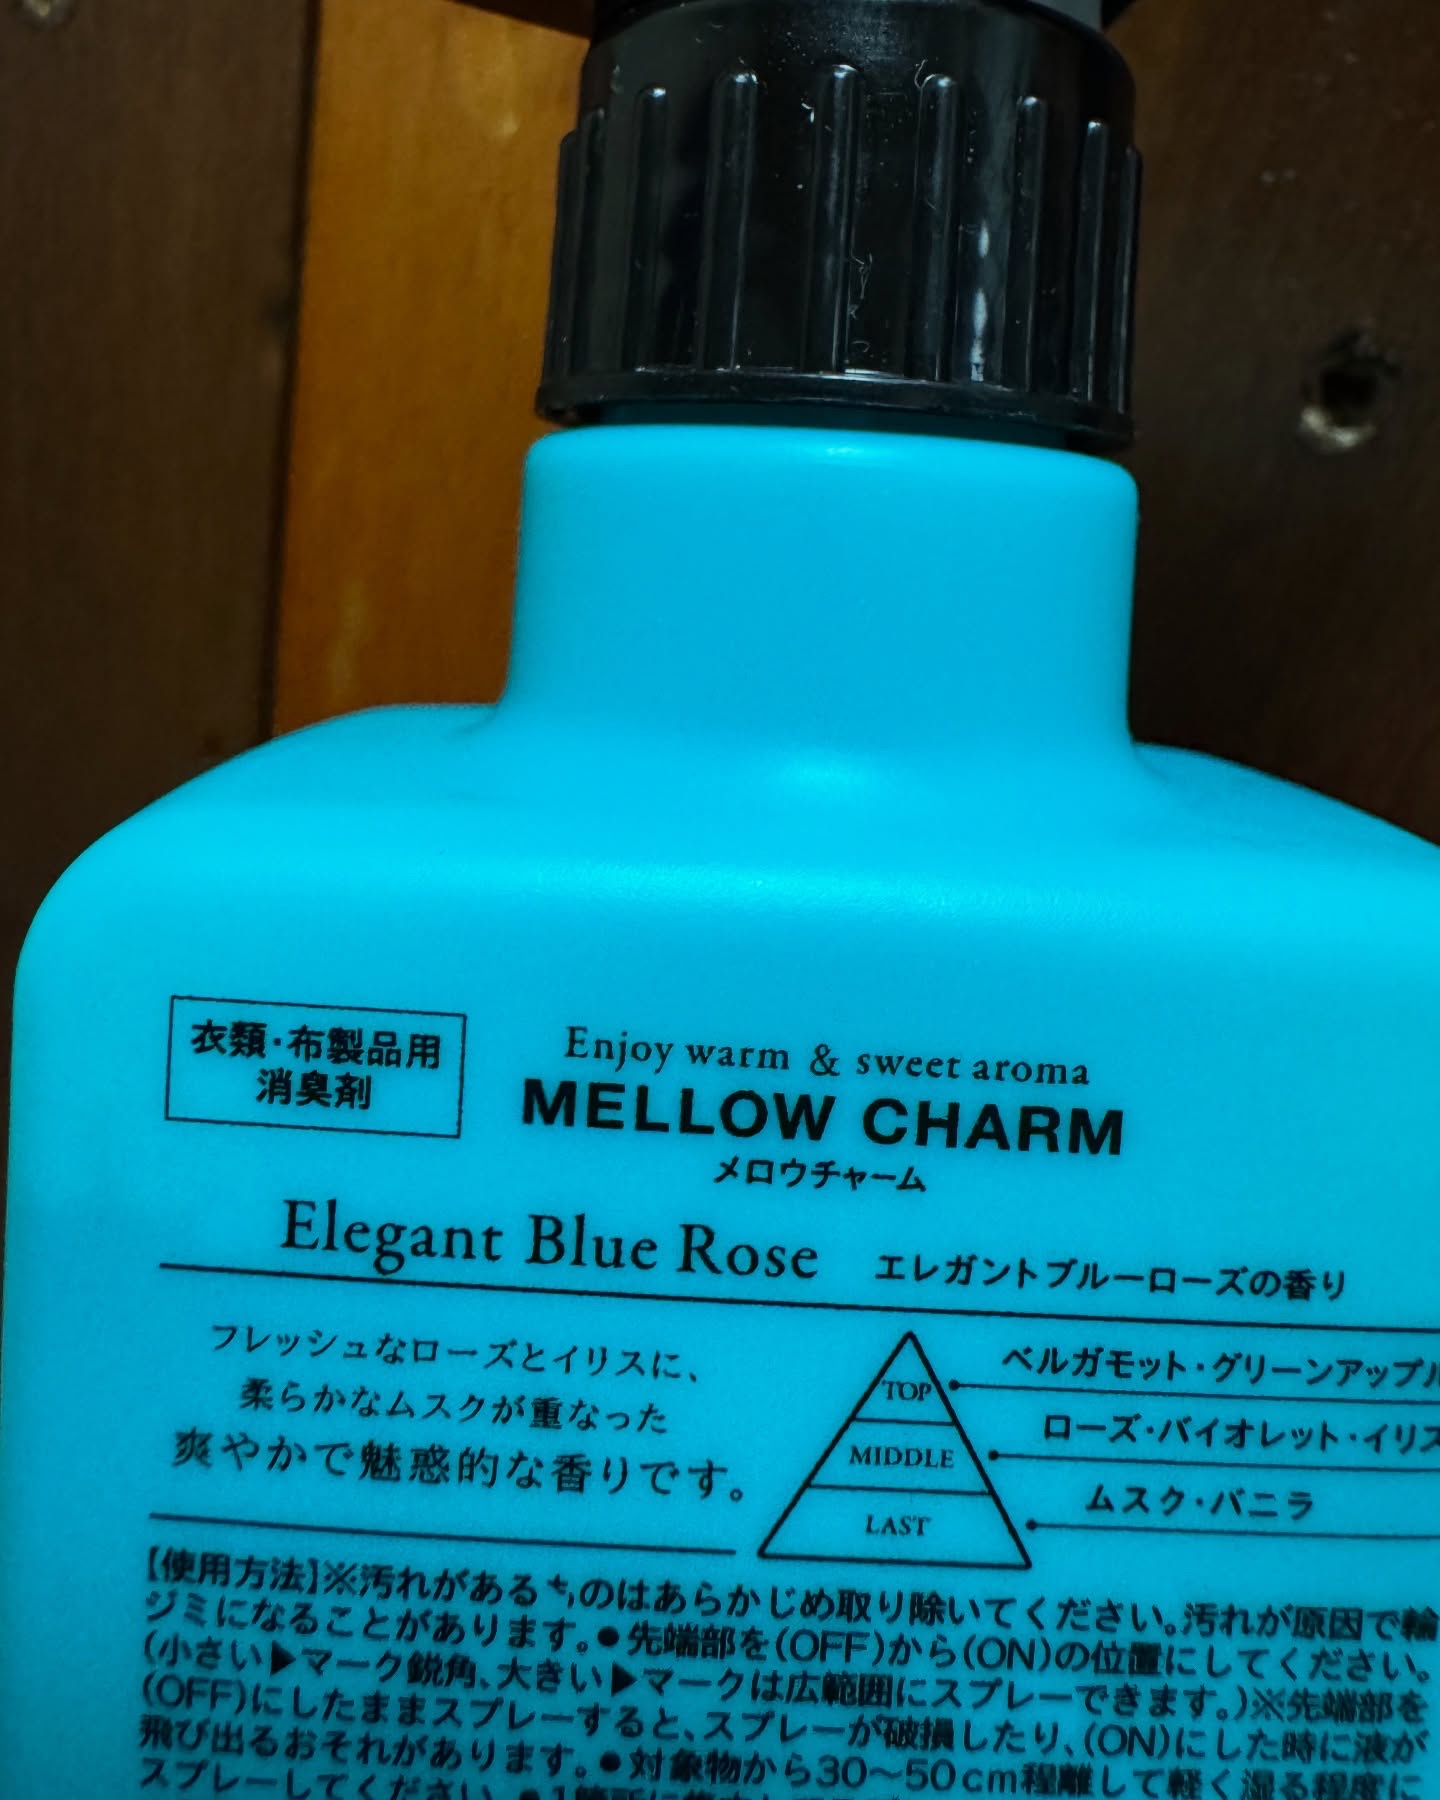 衣類・布製品用
消臭剤
Enjoy warm & sweet aroma
MELLOW CHARM
メロウチャーム
Elegant Blue Rose エレガントブルーローズの香り
フレッシュなローズとイリスに、
柔らかなムスクが重なった
爽やかで魅惑的な香りです。
TOP ベルガモット・グリーンアップル
MIDDLE ローズ・バイオレット・イリス
LAST ムスク・バニラ
【使用方法】※汚れがあるものはあらかじめ取り除いてください。汚れが原因で輪
ジミになることがあります。●先端部を(OFF)から(ON)の位置にしてください。
(小さい▶マーク鋭角、大きい▶マークは広範囲にスプレーできます。)※先端部を
(OFF)にしたままスプレーすると、スプレーが破損したり、(ON)にした時に液が
飛び出るおそれがあります。●対象物から30〜50cm程離して軽く湿る程度に
スプレーしてください。●1箇所に